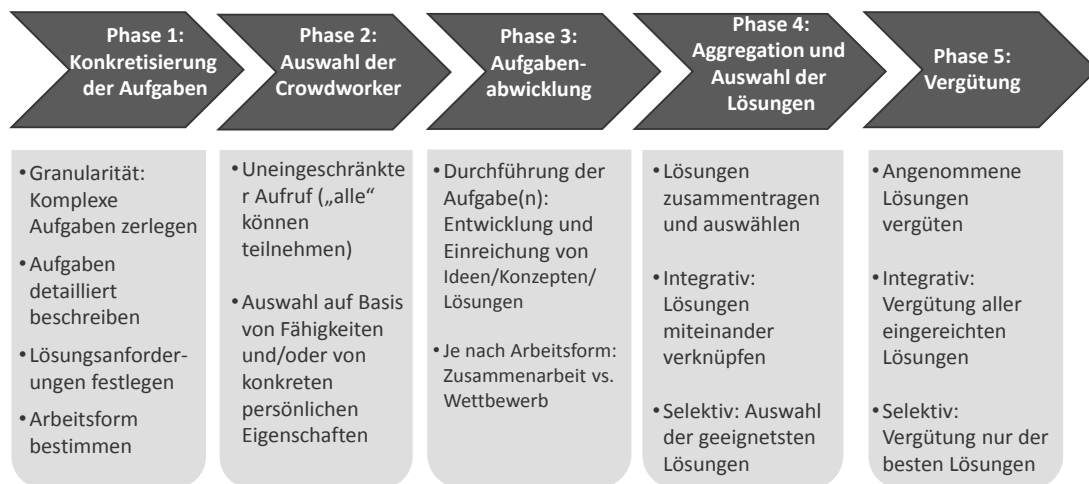 Phase 1:
Konkretisierung
der Aufgaben
Phase 2:
Auswahl der
Crowdworker
Phase 3:
Aufgaben-
abwicklung
Phase 4:
Aggregation und
Auswahl der
Lösungen
Phase 5:
Vergütung
• Granularität:
Komplexe
Aufgaben zerlegen
• Aufgaben
detailliert
beschreiben
• Lösungsanforder-
ungen festlegen
• Arbeitsform
bestimmen
• Uneingeschränkte
r Aufruf („alle“
können
teilnehmen)
• Auswahl auf Basis
von Fähigkeiten
und/oder von
konkreten
persönlichen
Eigenschaften
• Durchführung der
Aufgabe(n):
Entwicklung und
Einreichung von
Ideen/Konzepten/
Lösungen
• Je nach Arbeitsform:
Zusammenarbeit vs.
Wettbewerb
• Lösungen
zusammentragen
und auswählen
• Integrativ:
Lösungen
miteinander
verknüpfen
• Selektiv: Auswahl
der geeignetsten
Lösungen
• Angenommene
Lösungen
vergüten
• Integrativ:
Vergütung aller
eingereichten
Lösungen
• Selektiv:
Vergütung nur der
besten Lösungen